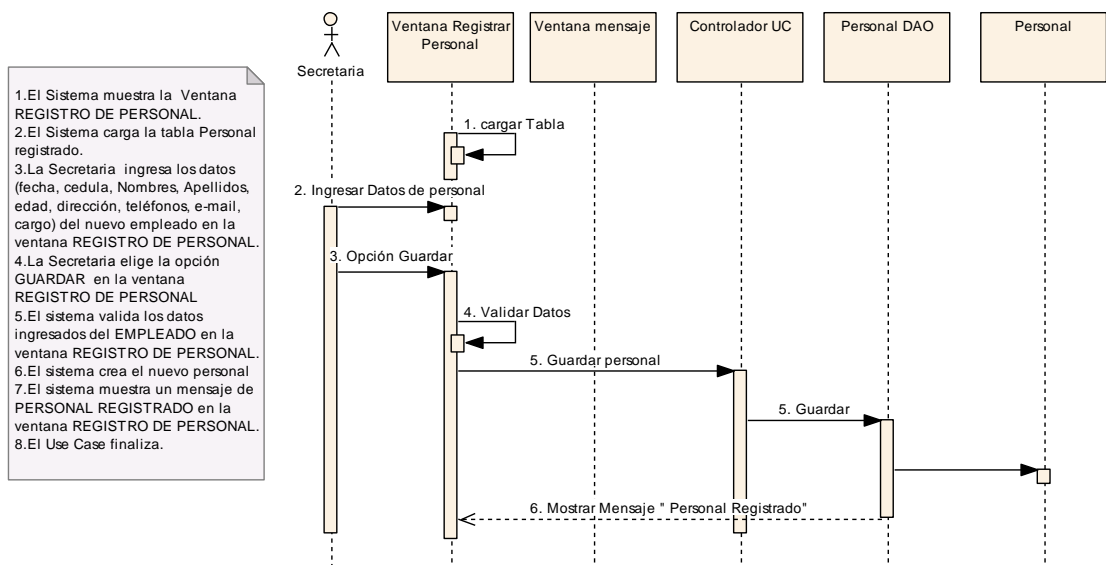 Secretaria
Ventana Registrar
Personal
Ventana mensaje
Controlador UC
Personal DAO
Personal
1.El Sistema muestra la Ventana
REGISTRO DE PERSONAL.
2.El Sistema carga la tabla Personal
registrado.
3.La Secretaria ingresa los datos
(fecha, cedula, Nombres, Apellidos,
edad, dirección, teléfonos, e-mail,
cargo) del nuevo empleado en la
ventana REGISTRO DE PERSONAL.
4.La Secretaria elige la opción
GUARDAR en la ventana
REGISTRO DE PERSONAL
5.El sistema valida los datos
ingresados del EMPLEADO en la
ventana REGISTRO DE PERSONAL.
6.El sistema crea el nuevo personal
7.El sistema muestra un mensaje de
PERSONAL REGISTRADO en la
ventana REGISTRO DE PERSONAL.
8.El Use Case finaliza.
1. cargar Tabla
2. Ingresar Datos de personal
3. Opción Guardar
4. Validar Datos
5. Guardar personal
5. Guardar
6. Mostrar Mensaje " Personal Registrado"